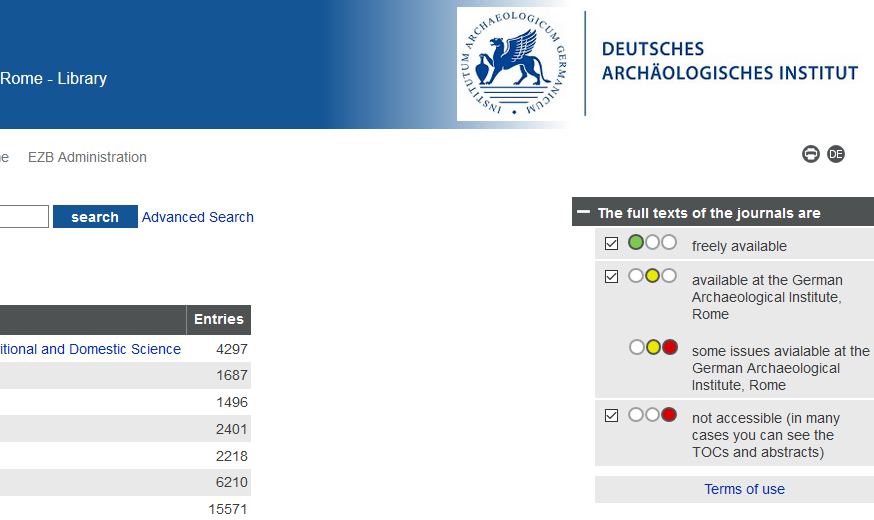 INSTITUTUM ARCHAEOLOGICUM GERMANICUM
DEUTSCHES
ARCHÄOLOGISCHES INSTITUT
Rome - Library
EZB Administration
DE
search
Advanced Search
The full texts of the journals are
freely available
available at the German
Archaeological Institute,
Rome
some issues avialable at the
German Archaeological
Institute, Rome
not accessible (in many
cases you can see the
TOCs and abstracts)
Terms of use
Entries
itional and Domestic Science 4297
1687
1496
2401
2218
6210
15571